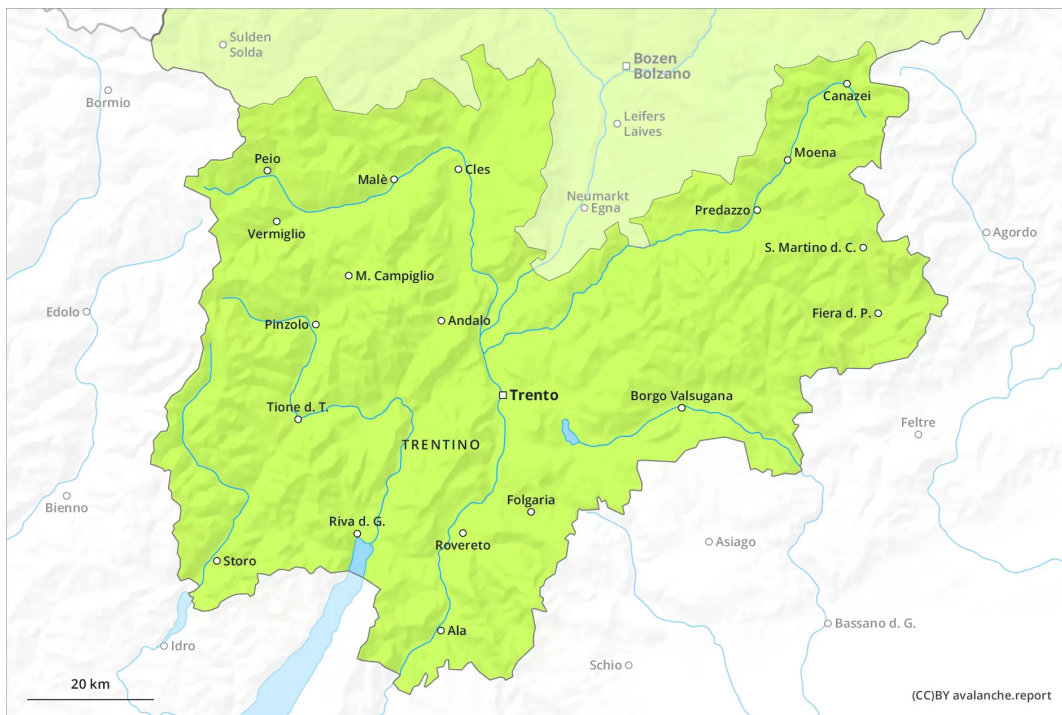 Sulden
Solda
Bozen
Bolzano
Bormio
Canazei
Leifers
Laives
Peio
Malè
Cles
Moena
Neumarkt
Egna
Predazzo
Vermiglio
Agordo
S. Martino d. C.
M. Campiglio
Edolo
Pinzolo
Andalo
Fiera d. P.
Trento
Borgo Valsugana
Tione d. T.
Feltre
TRENTINO
Bienno
Folgaria
Riva d. G.
Rovereto
Asiago
Storo
Ala
Bassano d. G.
Idro
Schio
20 km
(CC)BY avalanche.report